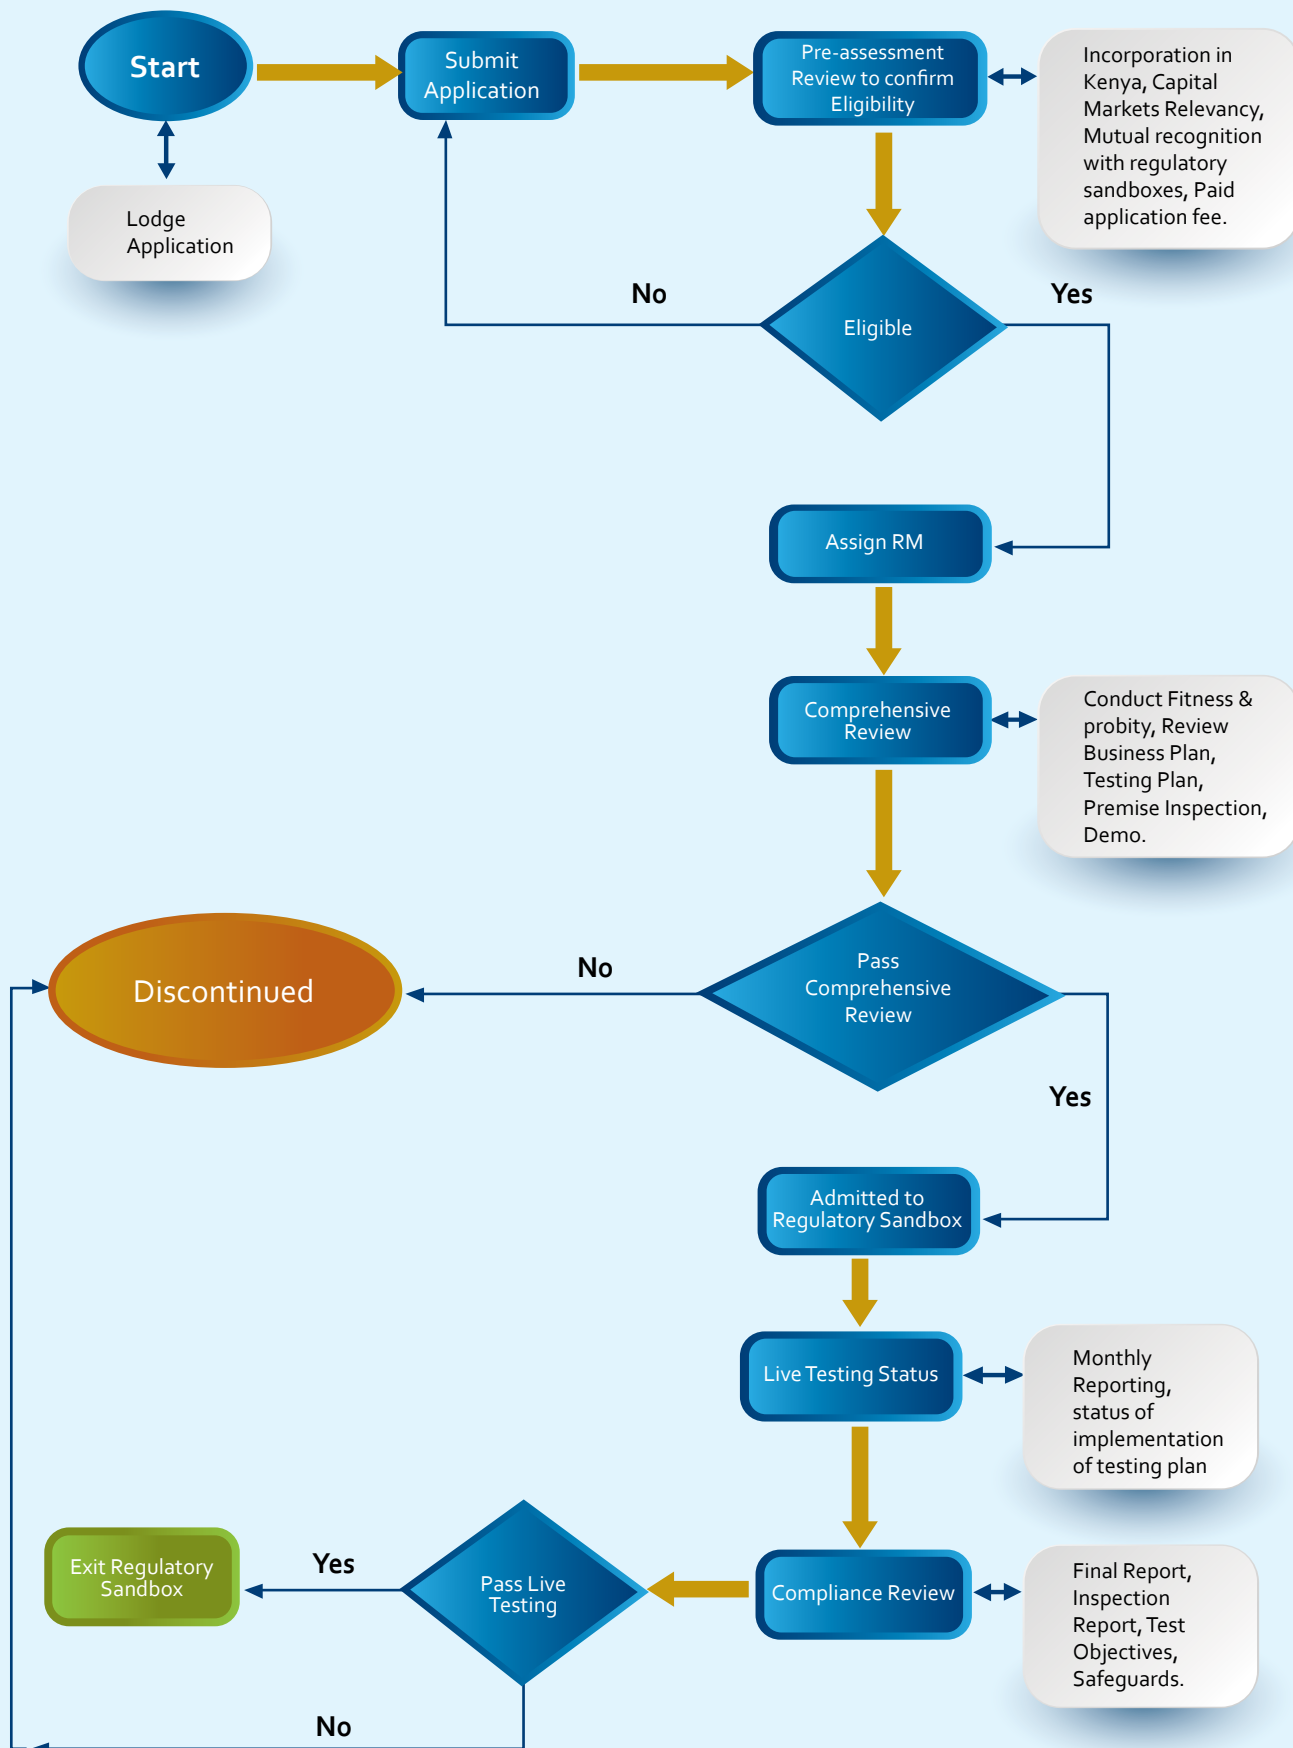 Start
Submit
Application
Pre-assessment
Review to confirm
Eligibility
Incorporation in
Kenya, Capital
Markets Relevancy,
Mutual recognition
with regulatory
sandboxes, Paid
application fee.
Lodge
Application
No
Yes
Eligible
Assign RM
Comprehensive
Review
Conduct Fitness &
probity, Review
Business Plan,
Testing Plan,
Premise Inspection,
Demo.
Discontinued
No
Pass
Comprehensive
Review
Yes
Admitted to
Regulatory Sandbox
Live Testing Status
Monthly
Reporting,
status of
implementation
of testing plan
Exit Regulatory
Sandbox
Yes
Pass Live
Testing
Compliance Review
Final Report,
Inspection
Report, Test
Objectives,
Safeguards.
No